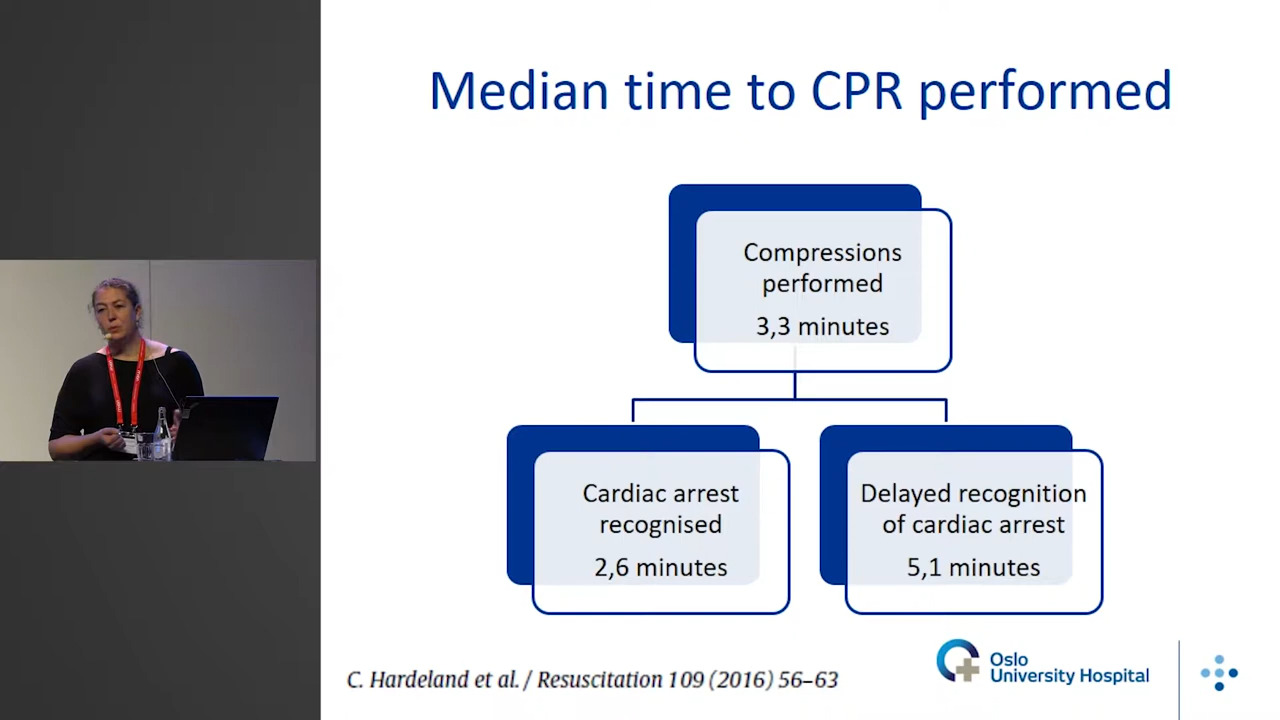 Median time to CPR performed
Compressions
performed
3,3 minutes
Cardiac arrest
recognised
2,6 minutes
Delayed recognition
of cardiac arrest
5,1 minutes
C. Hardeland et al. / Resuscitation 109 (2016) 56–63
Oslo
University Hospital